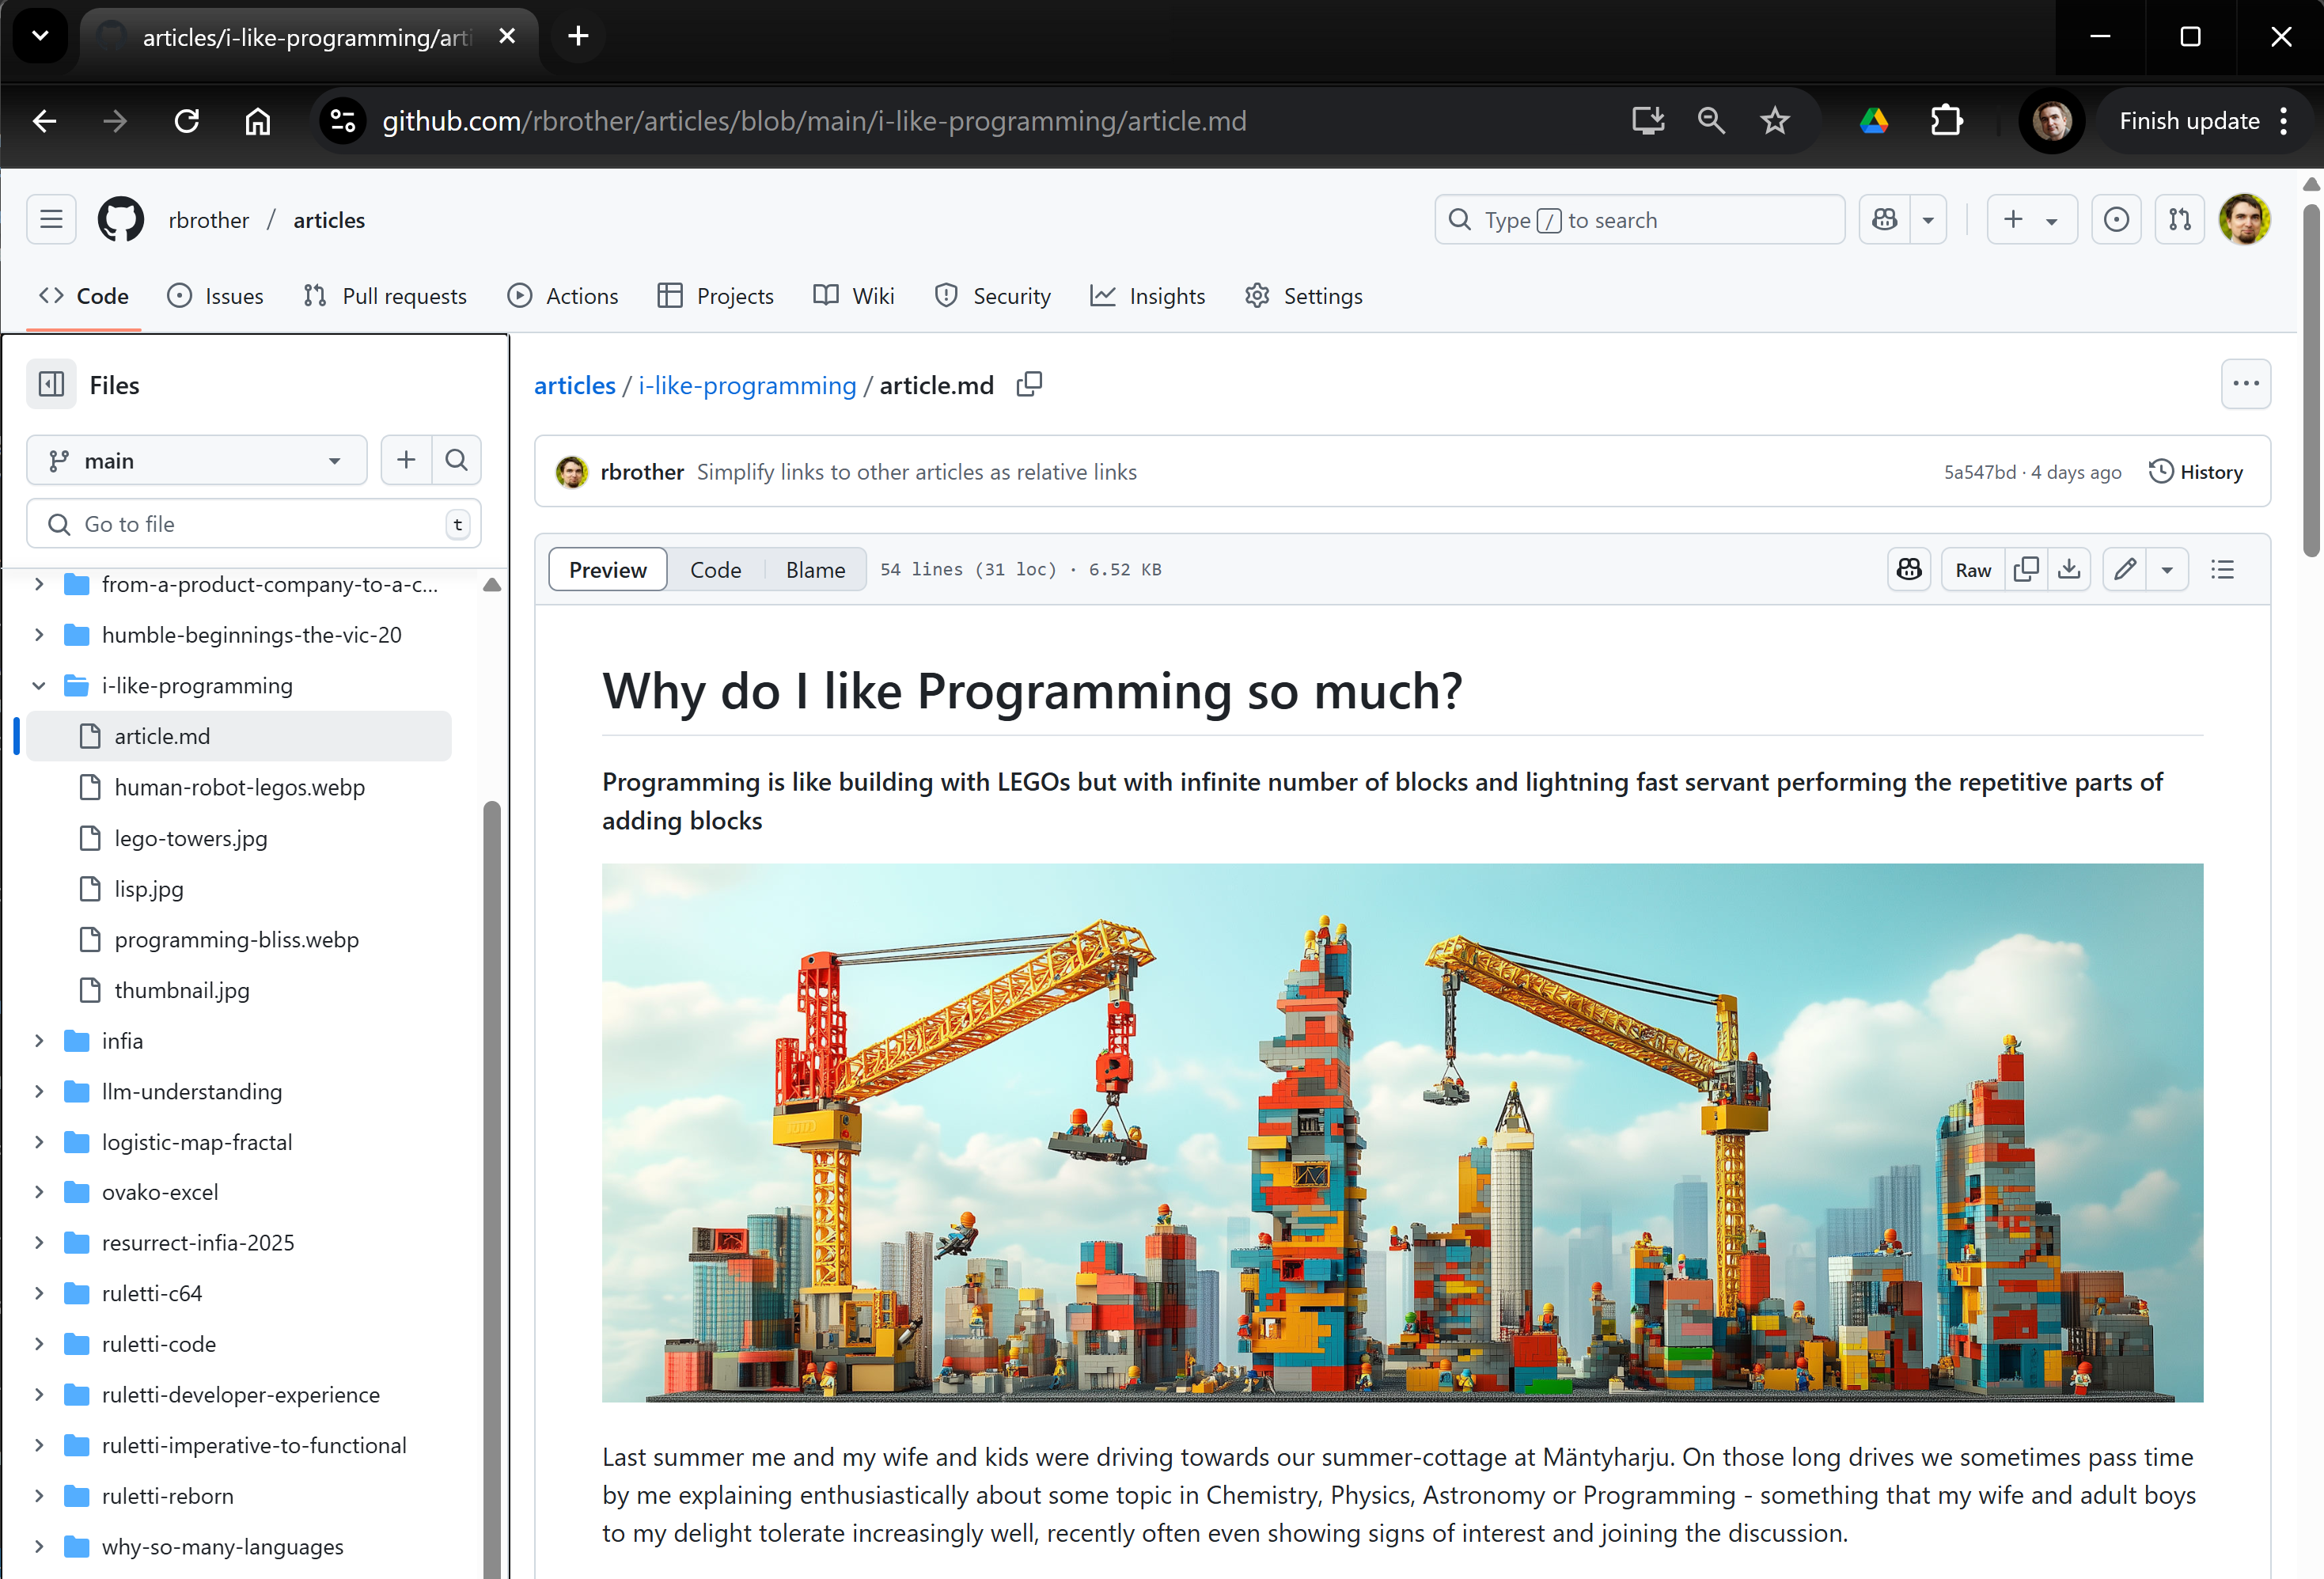 articles/i-like-programming/arti
github.com/rbrother/articles/blob/main/i-like-programming/article.md
Finish update
rbrother / articles
Type / to search
Code
Issues
Pull requests
Actions
Projects
Wiki
Security
Insights
Settings
Files
main
Go to file
t
from-a-product-company-to-a-c...
humble-beginnings-the-vic-20
i-like-programming
article.md
human-robot-legos.webp
lego-towers.jpg
lisp.jpg
programming-bliss.webp
thumbnail.jpg
infia
llm-understanding
logistic-map-fractal
ovako-excel
resurrect-infia-2025
ruletti-c64
ruletti-code
ruletti-developer-experience
ruletti-imperative-to-functional
ruletti-reborn
why-so-many-languages
articles / i-like-programming / article.md
rbrother Simplify links to other articles as relative links
5a547bd · 4 days ago
History
Preview
Code
Blame
54 lines (31 loc) · 6.52 KB
Raw
Why do I like Programming so much?
Programming is like building with LEGOs but with infinite number of blocks and lightning fast servant performing the repetitive parts of
adding blocks
Last summer me and my wife and kids were driving towards our summer-cottage at Mäntyharju. On those long drives we sometimes pass time
by me explaining enthusiastically about some topic in Chemistry, Physics, Astronomy or Programming - something that my wife and adult boys
to my delight tolerate increasingly well, recently often even showing signs of interest and joining the discussion.